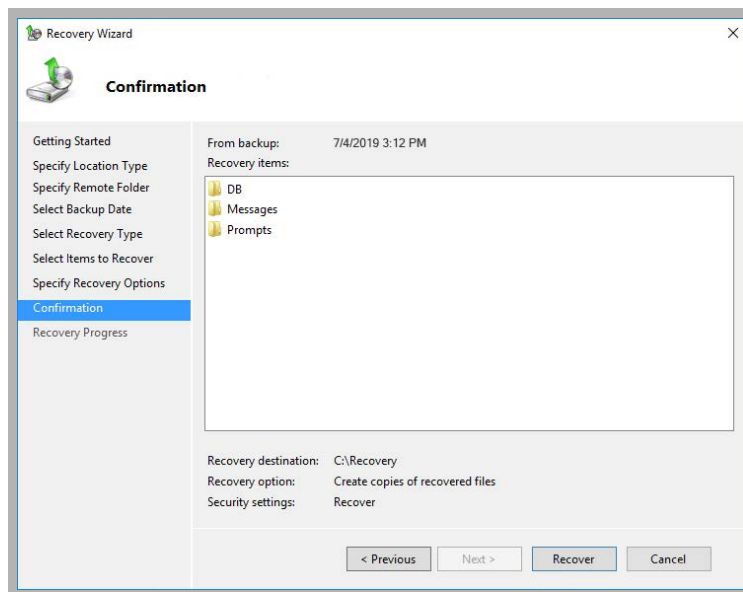 Recovery Wizard
Confirmation
Getting Started
Specify Location Type
Specify Remote Folder
Select Backup Date
Select Recovery Type
Select Items to Recover
Specify Recovery Options
Confirmation
Recovery Progress
From backup: 7/4/2019 3:12 PM
Recovery items:
DB
Messages
Prompts
Recovery destination: C:\Recovery
Recovery option: Create copies of recovered files
Security settings: Recover
< Previous Next > Recover Cancel